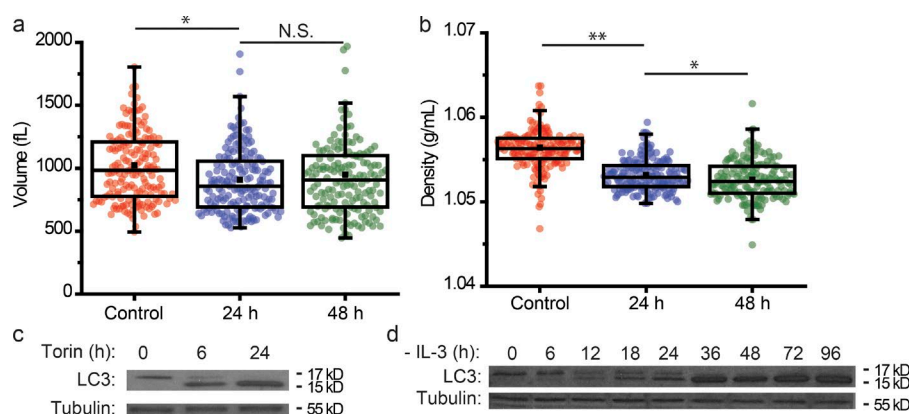 a
*
N.S.
2000
1500
1000
500
0
Volume (fL)
Control
24 h
48 h
b
**
*
1.07
1.06
1.05
1.04
Density (g/mL)
Control
24 h
48 h
c
Torin (h): 0 6 24
LC3: - 17 kD
- 15 kD
Tubulin: - 55 kD
d
- IL-3 (h): 0 6 12 18 24 36 48 72 96
LC3: - 17 kD
- 15 kD
Tubulin: - 55 kD